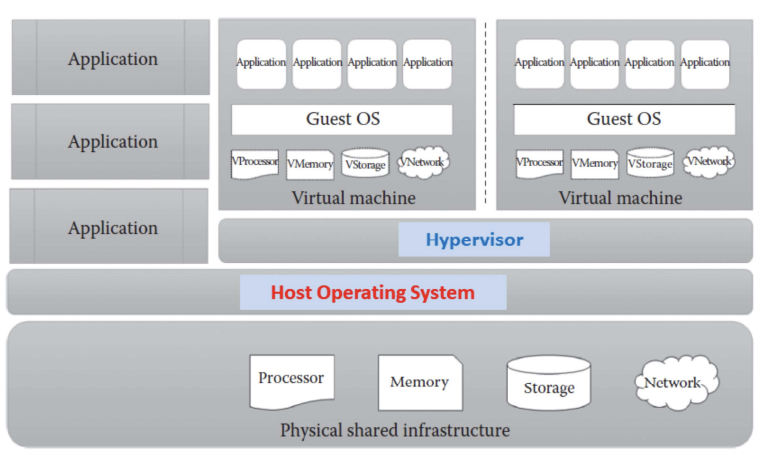 Application
Application
Application
Application Application Application Application
Guest OS
VProcessor VMemory VStorage VNetwork
Virtual machine
Application Application Application Application
Guest OS
VProcessor VMemory VStorage VNetwork
Virtual machine
Hypervisor
Host Operating System
Processor Memory Storage Network
Physical shared infrastructure